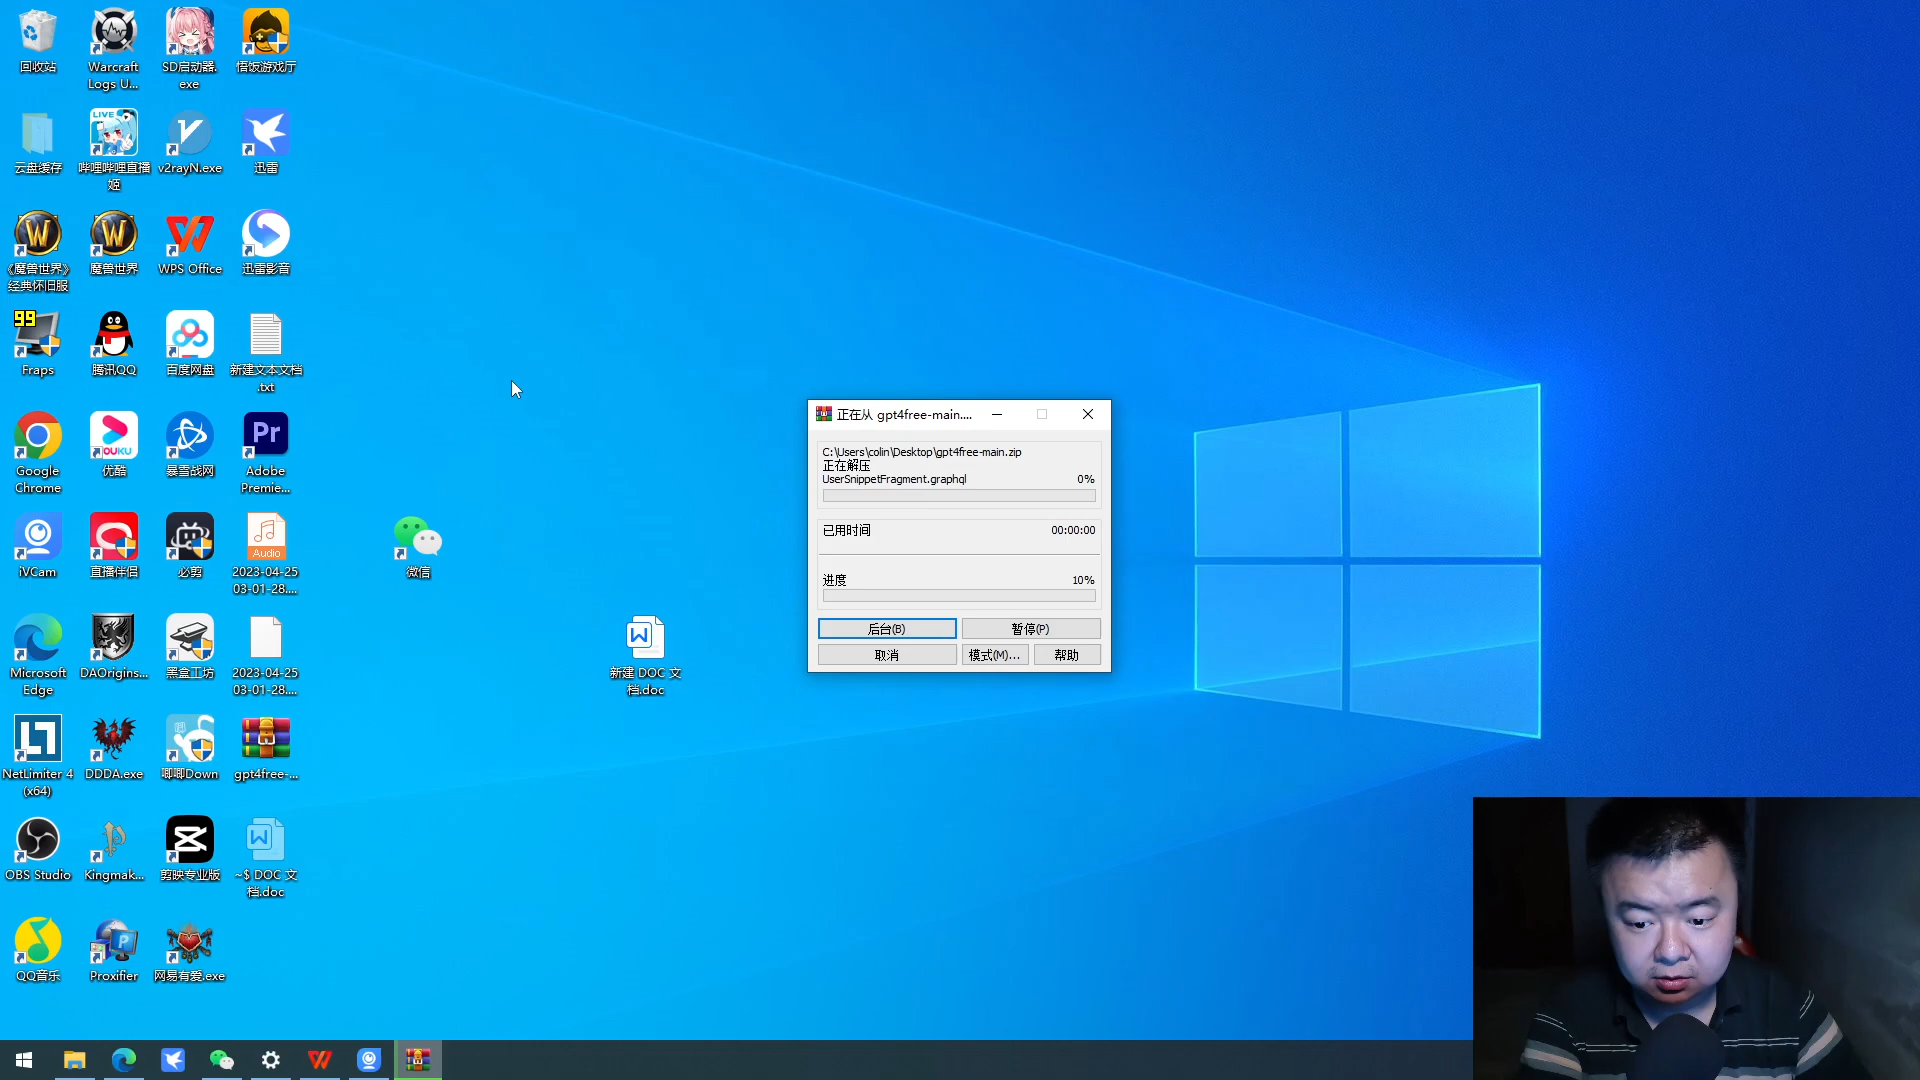 回收站
Warcraft
Logs U...
SD启动器.
exe
悟饭游戏厅
云盘缓存
LIVE
哔哩哔哩直播
姬
v2rayN.exe
迅雷
《魔兽世界》
经典怀旧服
魔兽世界
WPS Office
迅雷影音
99
Fraps
腾讯QQ
百度网盘
新建文本文档
.txt
Google
Chrome
YOUKU
优酷
暴雪战网
Pr
Adobe
Premie...
iVCam
直播伴侣
必剪
Audio
2023-04-25
03-01-28....
微信
Microsoft
Edge
DAOrigins...
黑盒工坊
2023-04-25
03-01-28....
新建 DOC 文
档.doc
NetLimiter 4
(x64)
DDDA.exe
唧唧Down
gpt4free-...
OBS Studio
Kingmak...
剪映专业版
~$ DOC 文
档.doc
QQ音乐
Proxifier
网易有爱.exe
正在从 gpt4free-main....
C:\Users\colin\Desktop\gpt4free-main.zip
正在解压
UserSnippetFragment.graphql 0%
已用时间 00:00:00
进度 10%
后台(B) 暂停(P)
取消 模式(M)... 帮助